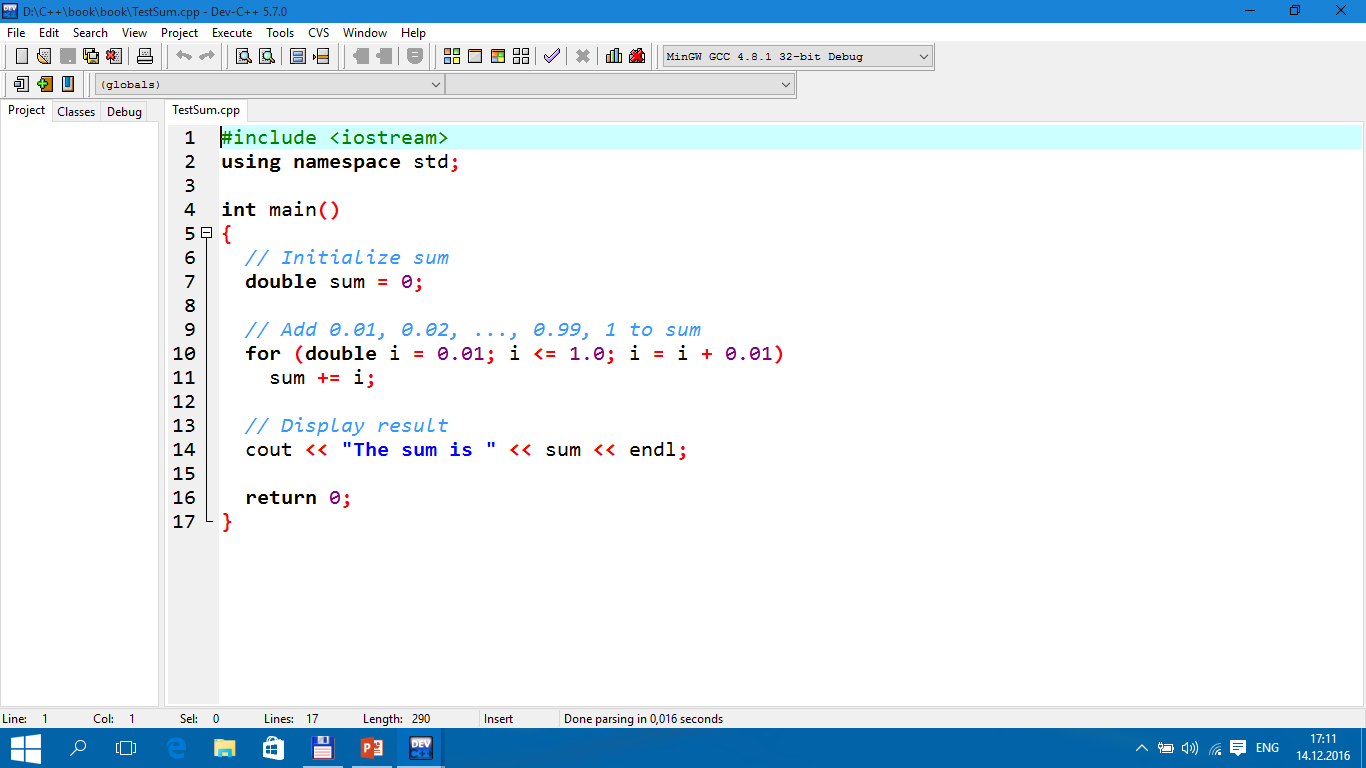 D:\C++\book\book\TestSum.cpp - Dev-C++ 5.7.0
File Edit Search View Project Execute Tools CVS Window Help
MinGW GCC 4.8.1 32-bit Debug
(globals)
Project Classes Debug TestSum.cpp
1 #include <iostream>
2 using namespace std;
3
4 int main()
5 {
6 // Initialize sum
7 double sum = 0;
8
9 // Add 0.01, 0.02, ..., 0.99, 1 to sum
10 for (double i = 0.01; i <= 1.0; i = i + 0.01)
11 sum += i;
12
13 // Display result
14 cout << "The sum is " << sum << endl;
15
16 return 0;
17 }
Line: 1 Col: 1 Sel: 0 Lines: 17 Length: 290 Insert Done parsing in 0,016 seconds
DEV C++
ENG
17:11
14.12.2016